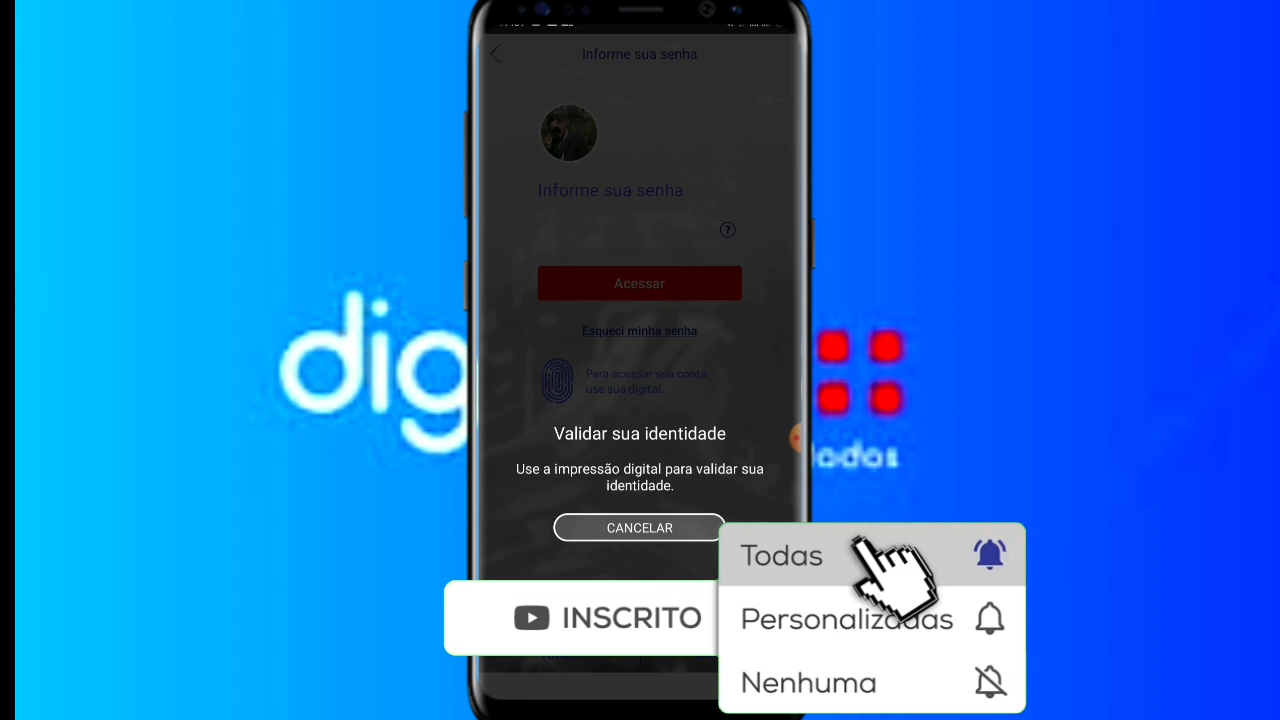 Informe sua senha
Informe sua senha
?
Acessar
Esqueci minha senha
Para acessar sua conta
use sua digital.
dig
Validar sua identidade
Use a impressão digital para validar sua
identidade.
CANCELAR
Todas
INSCRITO
Personalizadas
Nenhuma